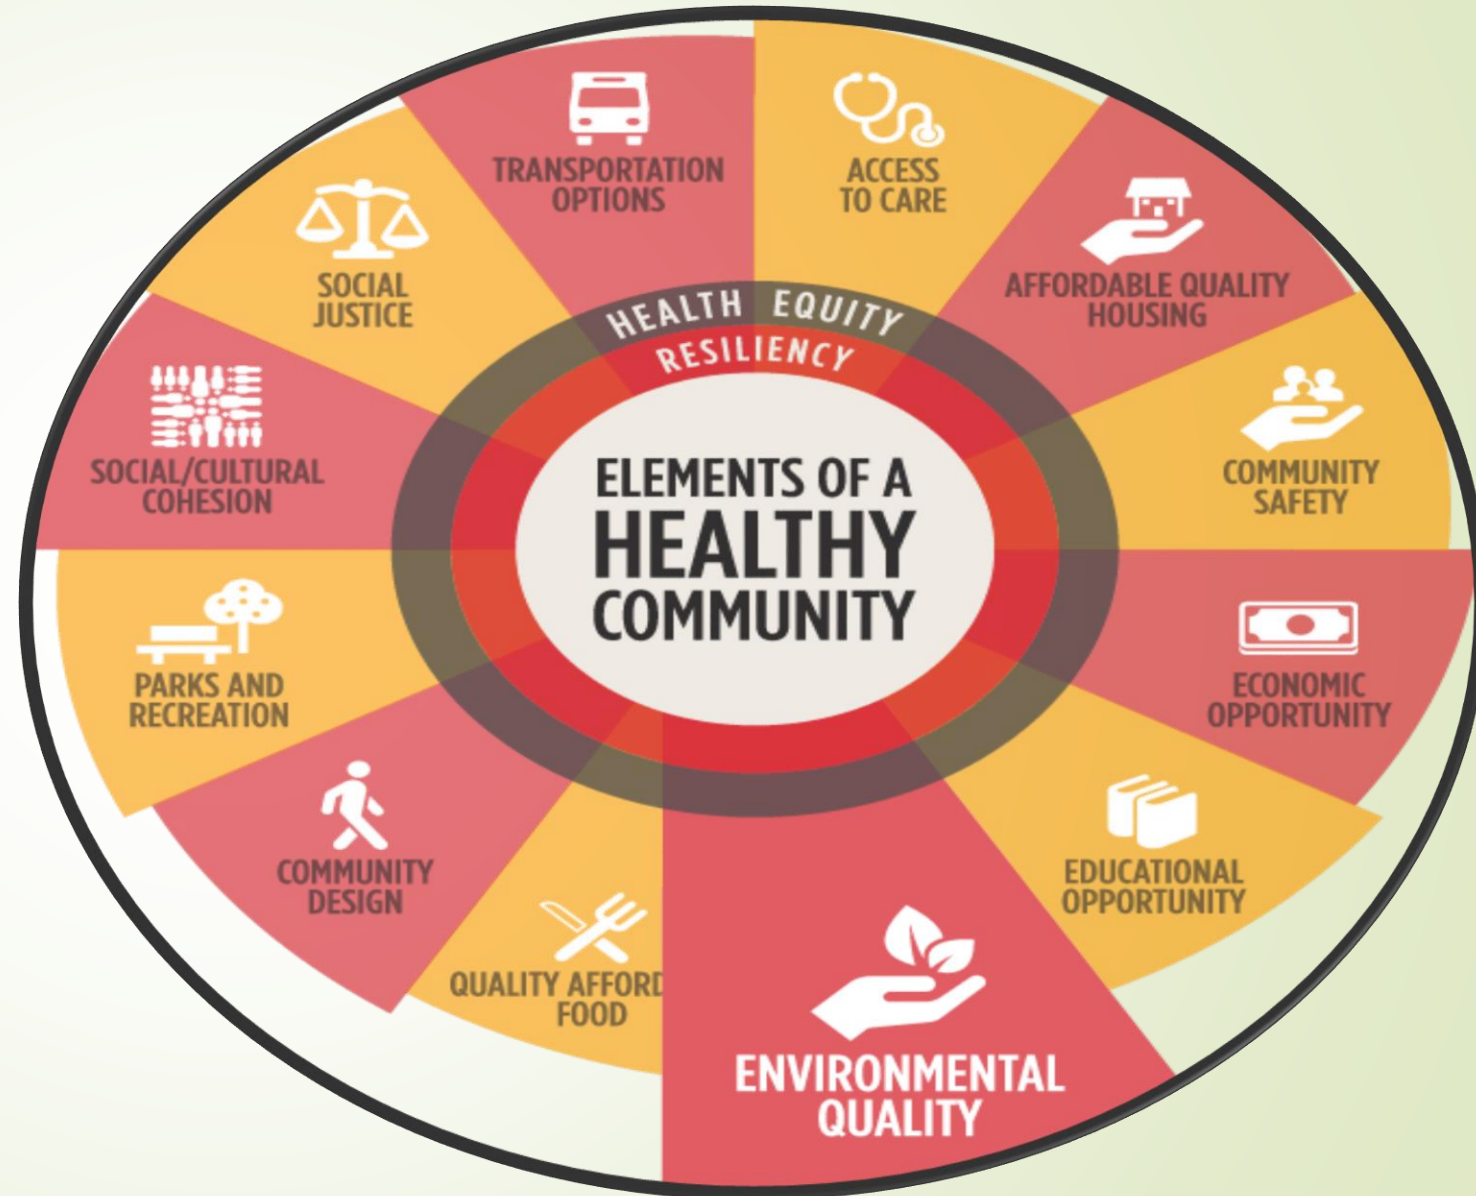 TRANSPORTATION
OPTIONS
ACCESS
TO CARE
AFFORDABLE QUALITY
HOUSING
COMMUNITY
SAFETY
ECONOMIC
OPPORTUNITY
EDUCATIONAL
OPPORTUNITY
ENVIRONMENTAL
QUALITY
QUALITY AFFORD
FOOD
COMMUNITY
DESIGN
PARKS AND
RECREATION
SOCIAL/CULTURAL
COHESION
SOCIAL
JUSTICE
HEALTH EQUITY
RESILIENCY
ELEMENTS OF A
HEALTHY
COMMUNITY